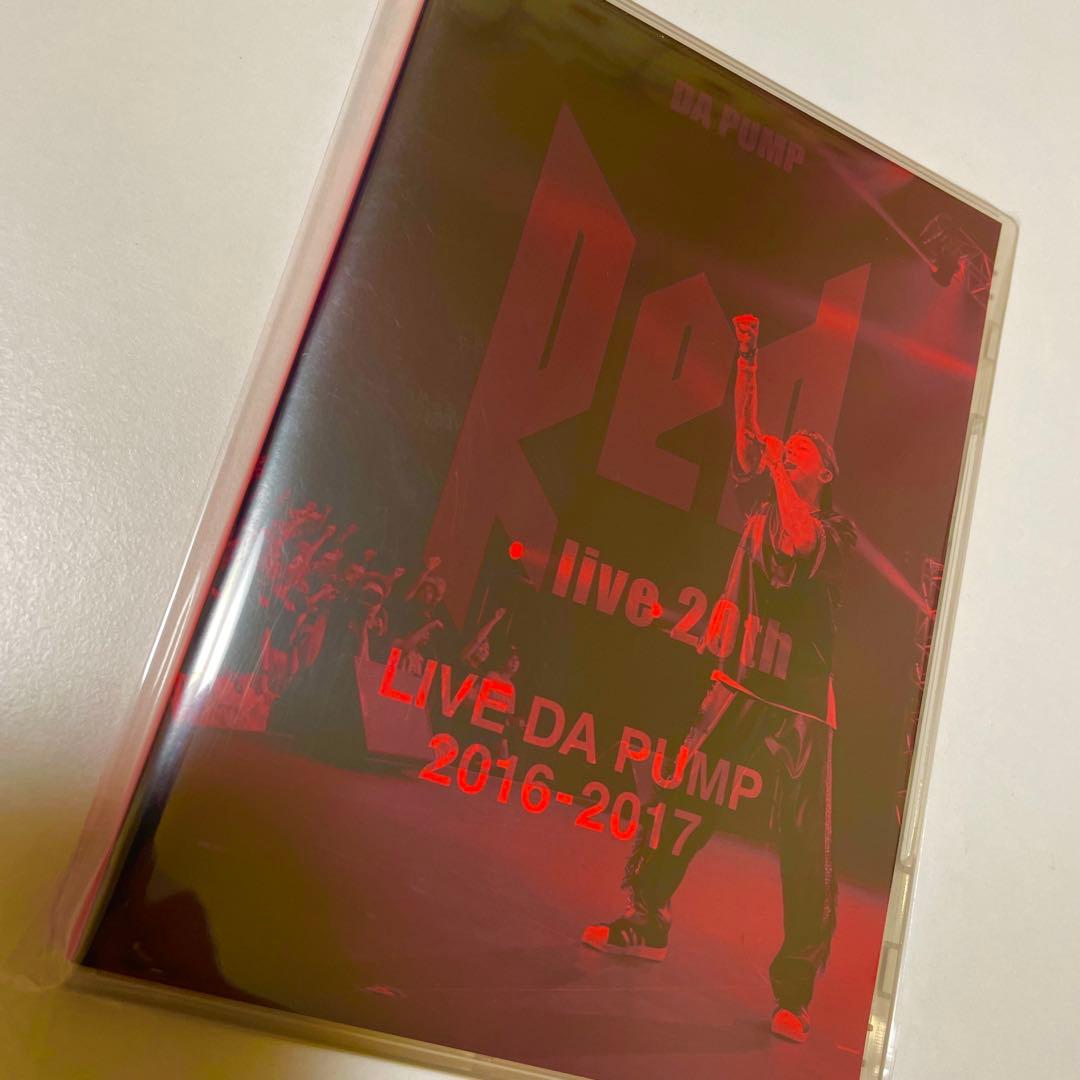 DA PUMP
Red
live 20th
LIVE DA PUMP
2016-2017